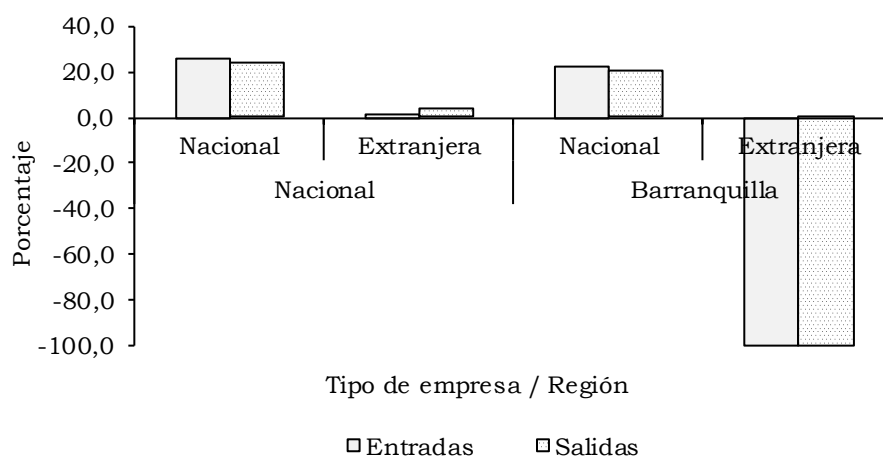 40,0
20,0
0,0
-20,0
-40,0
-60,0
-80,0
-100,0
Porcentaje
Nacional Extranjera Nacional Extranjera
Nacional Barranquilla
Tipo de empresa / Región
Entradas Salidas